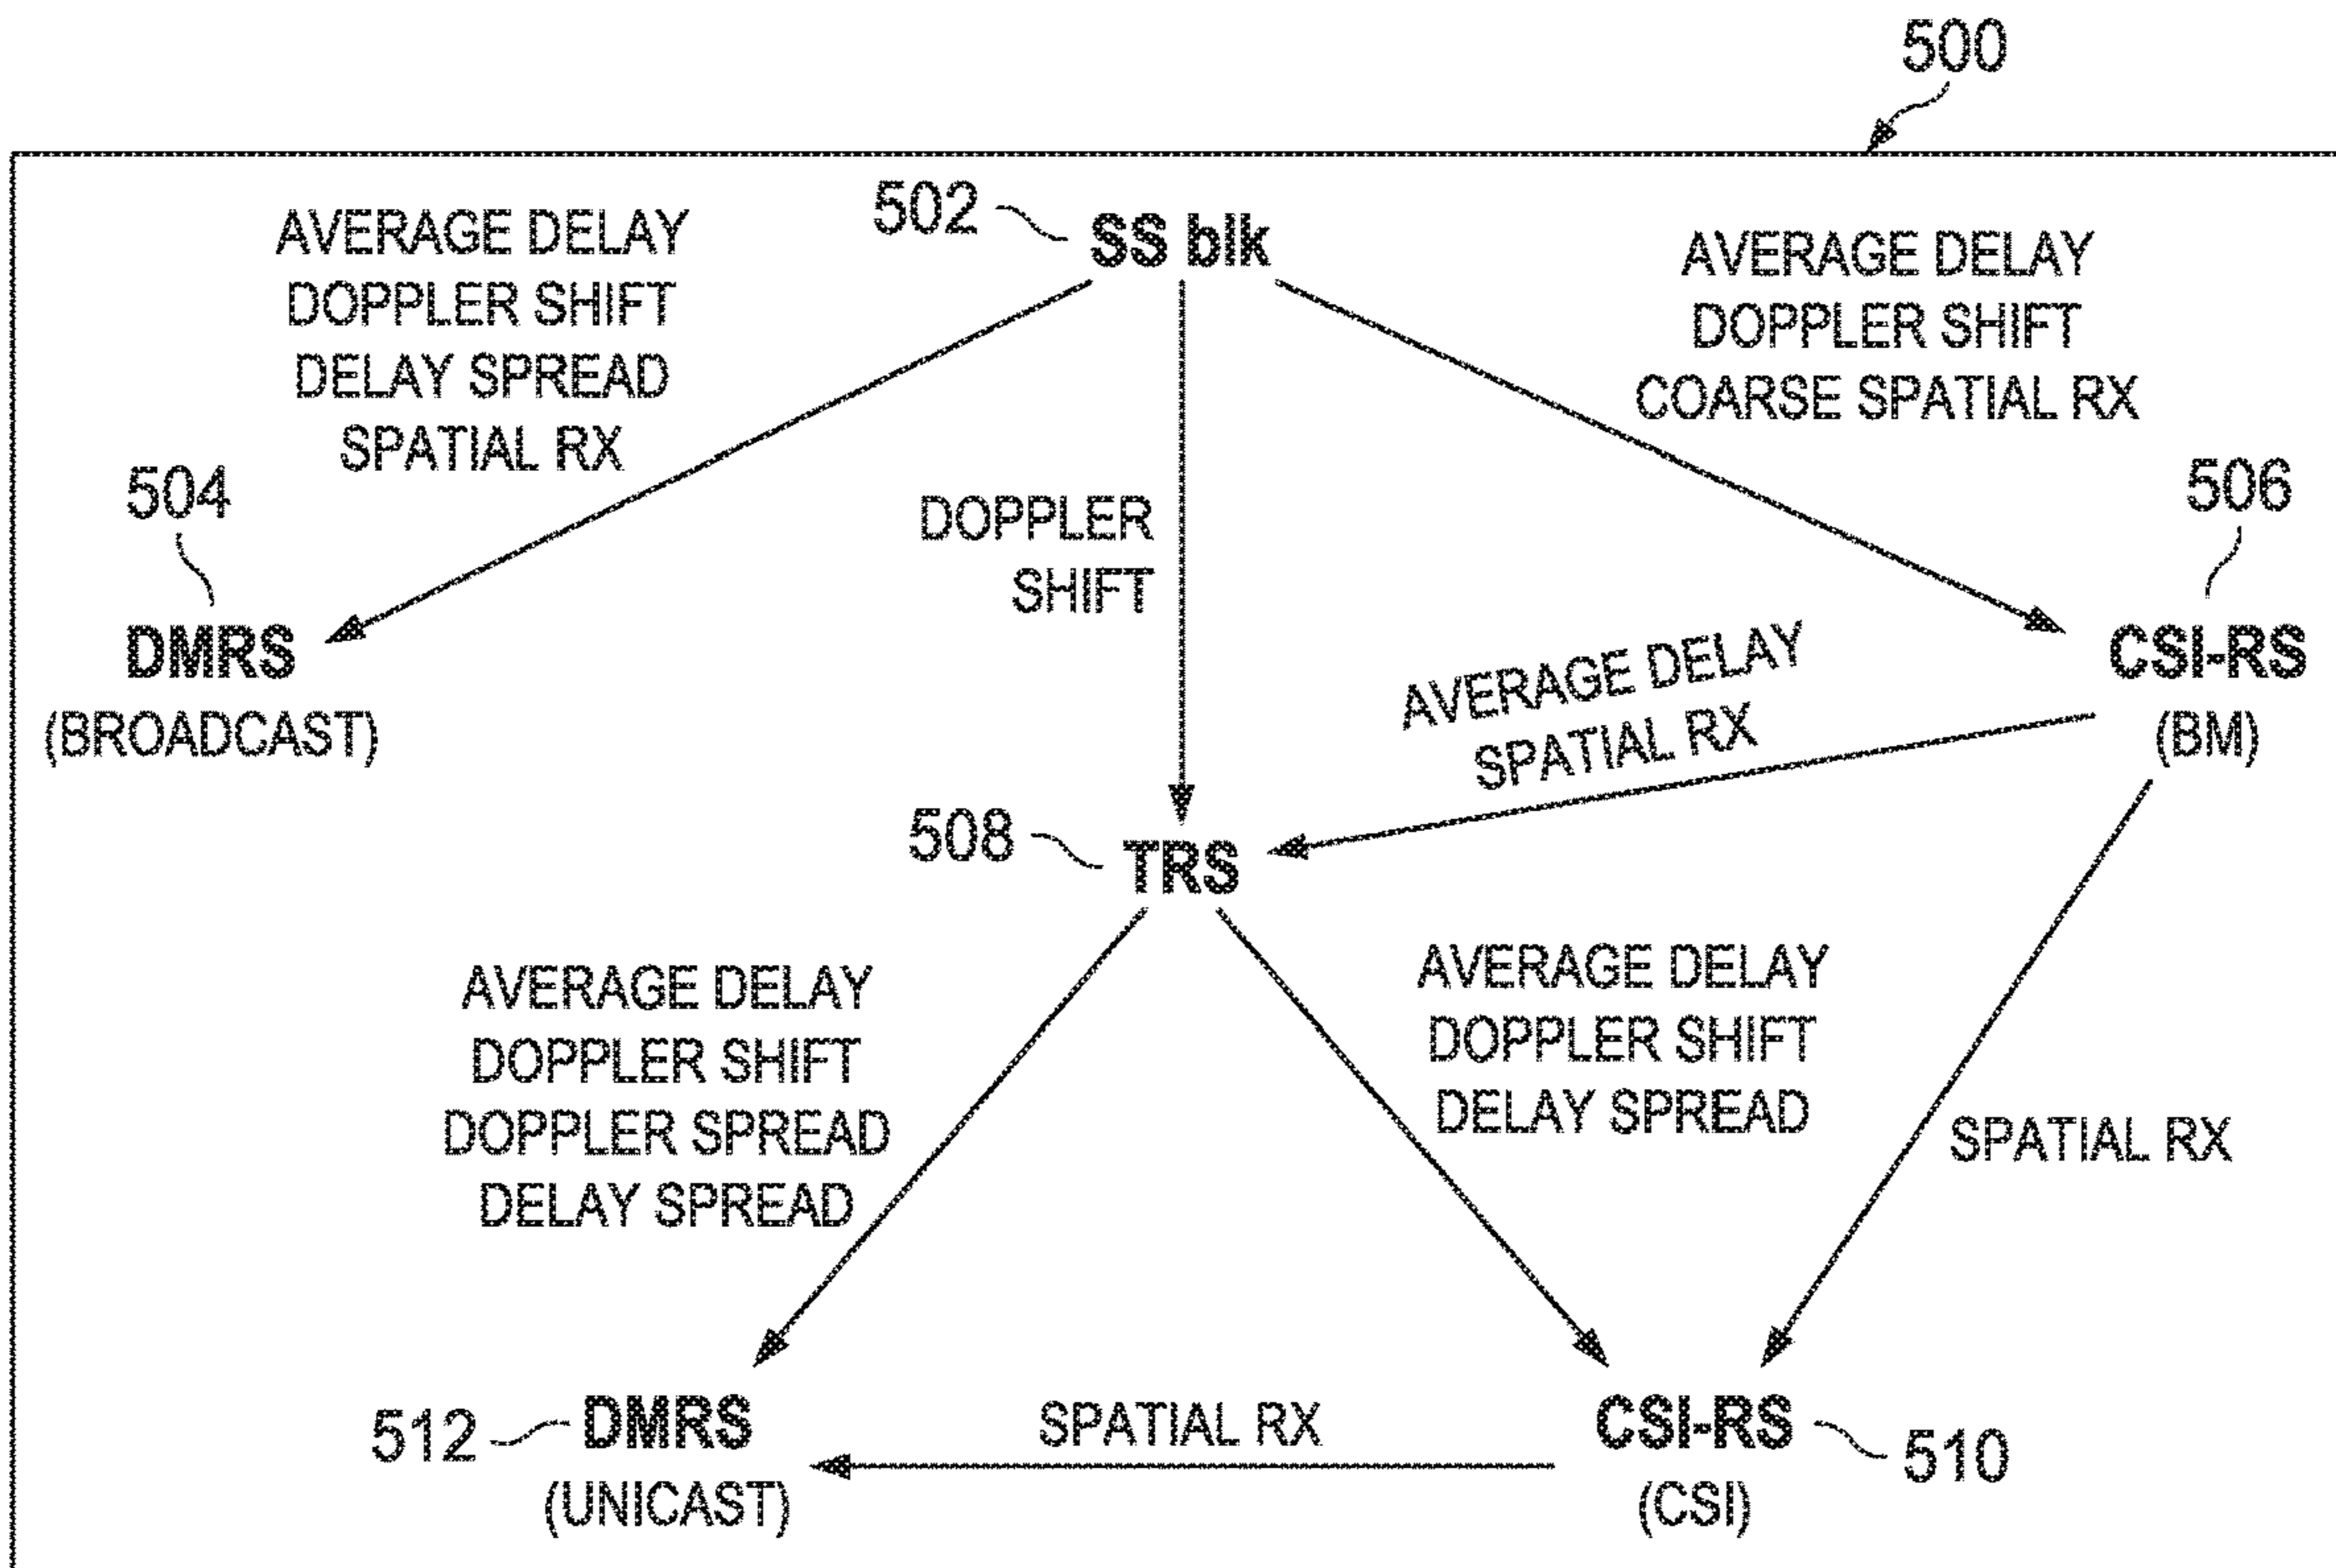 500
502
SS blk
AVERAGE DELAY
DOPPLER SHIFT
DELAY SPREAD
SPATIAL RX
AVERAGE DELAY
DOPPLER SHIFT
COARSE SPATIAL RX
504
DMRS
(BROADCAST)
DOPPLER
SHIFT
506
CSI-RS
(BM)
AVERAGE DELAY
SPATIAL RX
508
TRS
AVERAGE DELAY
DOPPLER SHIFT
DOPPLER SPREAD
DELAY SPREAD
AVERAGE DELAY
DOPPLER SHIFT
DELAY SPREAD
SPATIAL RX
512
DMRS
(UNICAST)
SPATIAL RX
CSI-RS
(CSI)
510